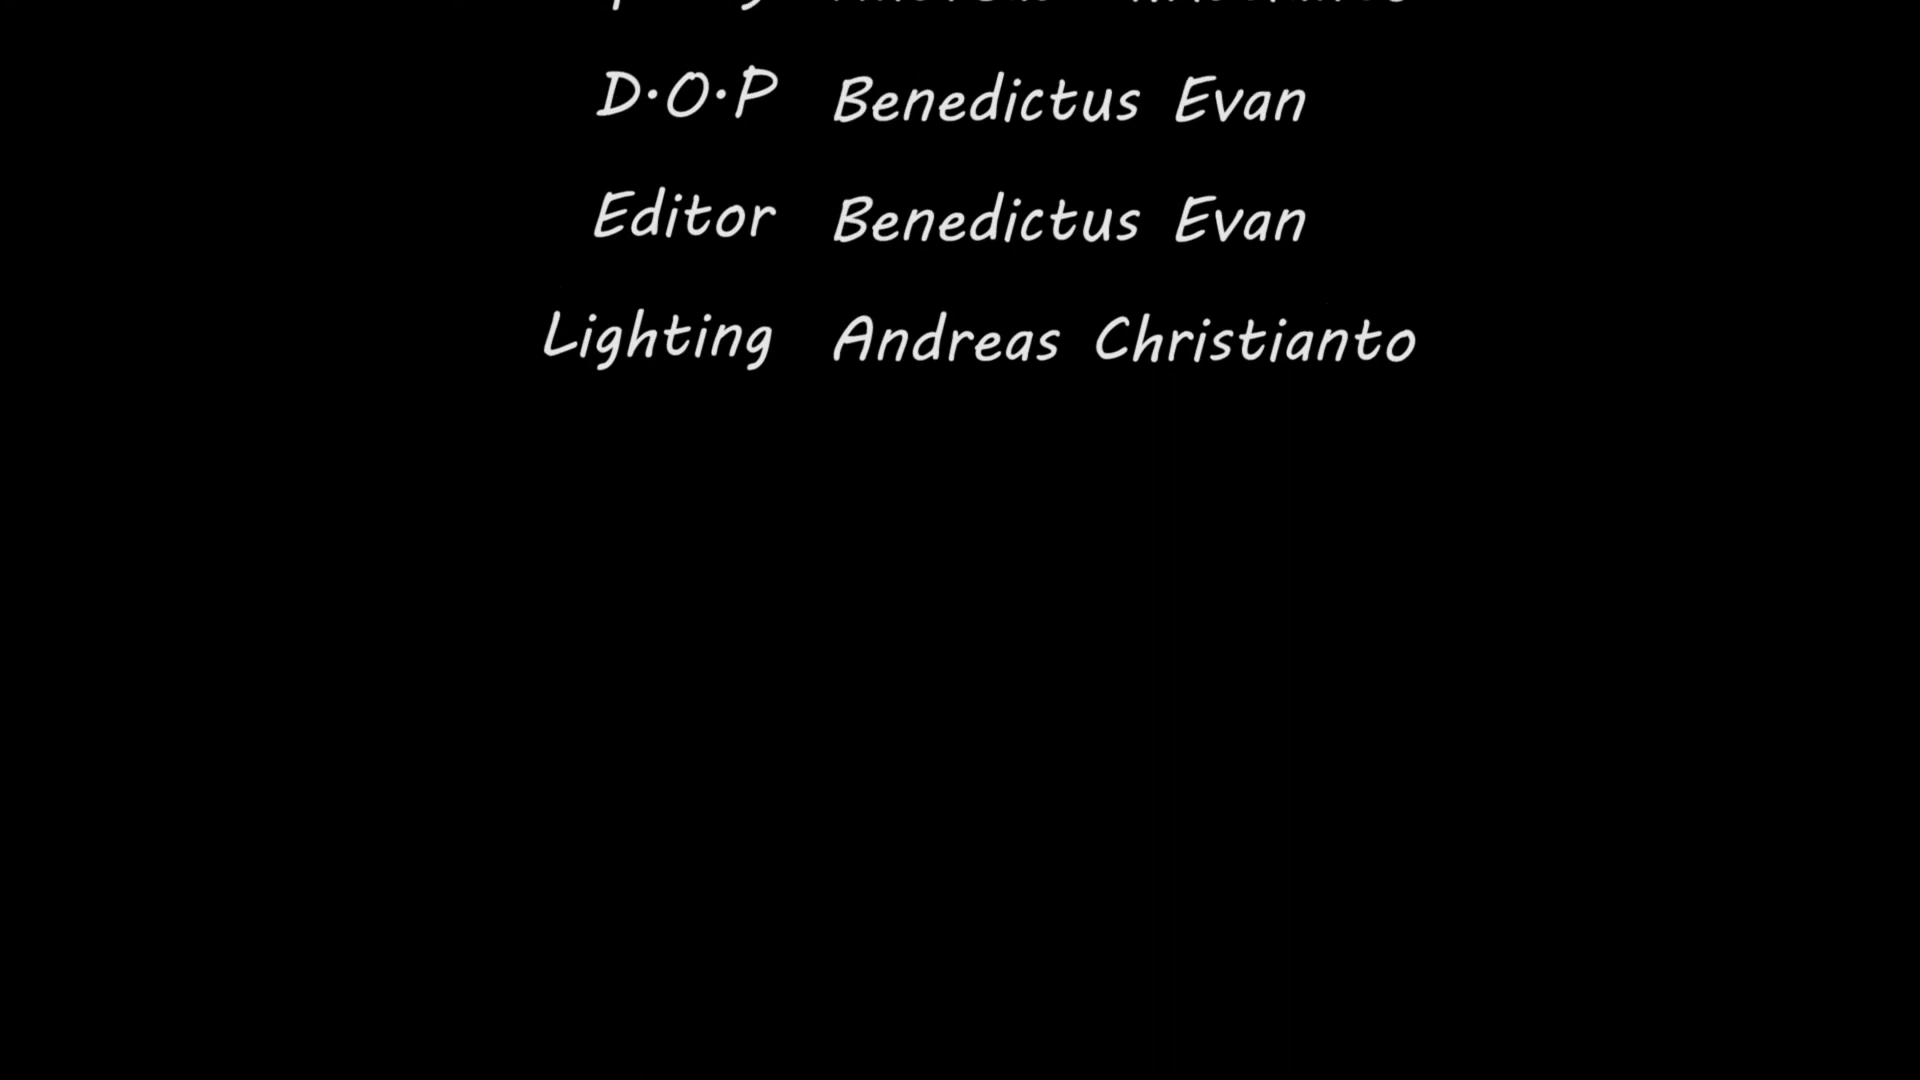 D.O.P Benedictus Evan
Editor Benedictus Evan
Lighting Andreas Christianto